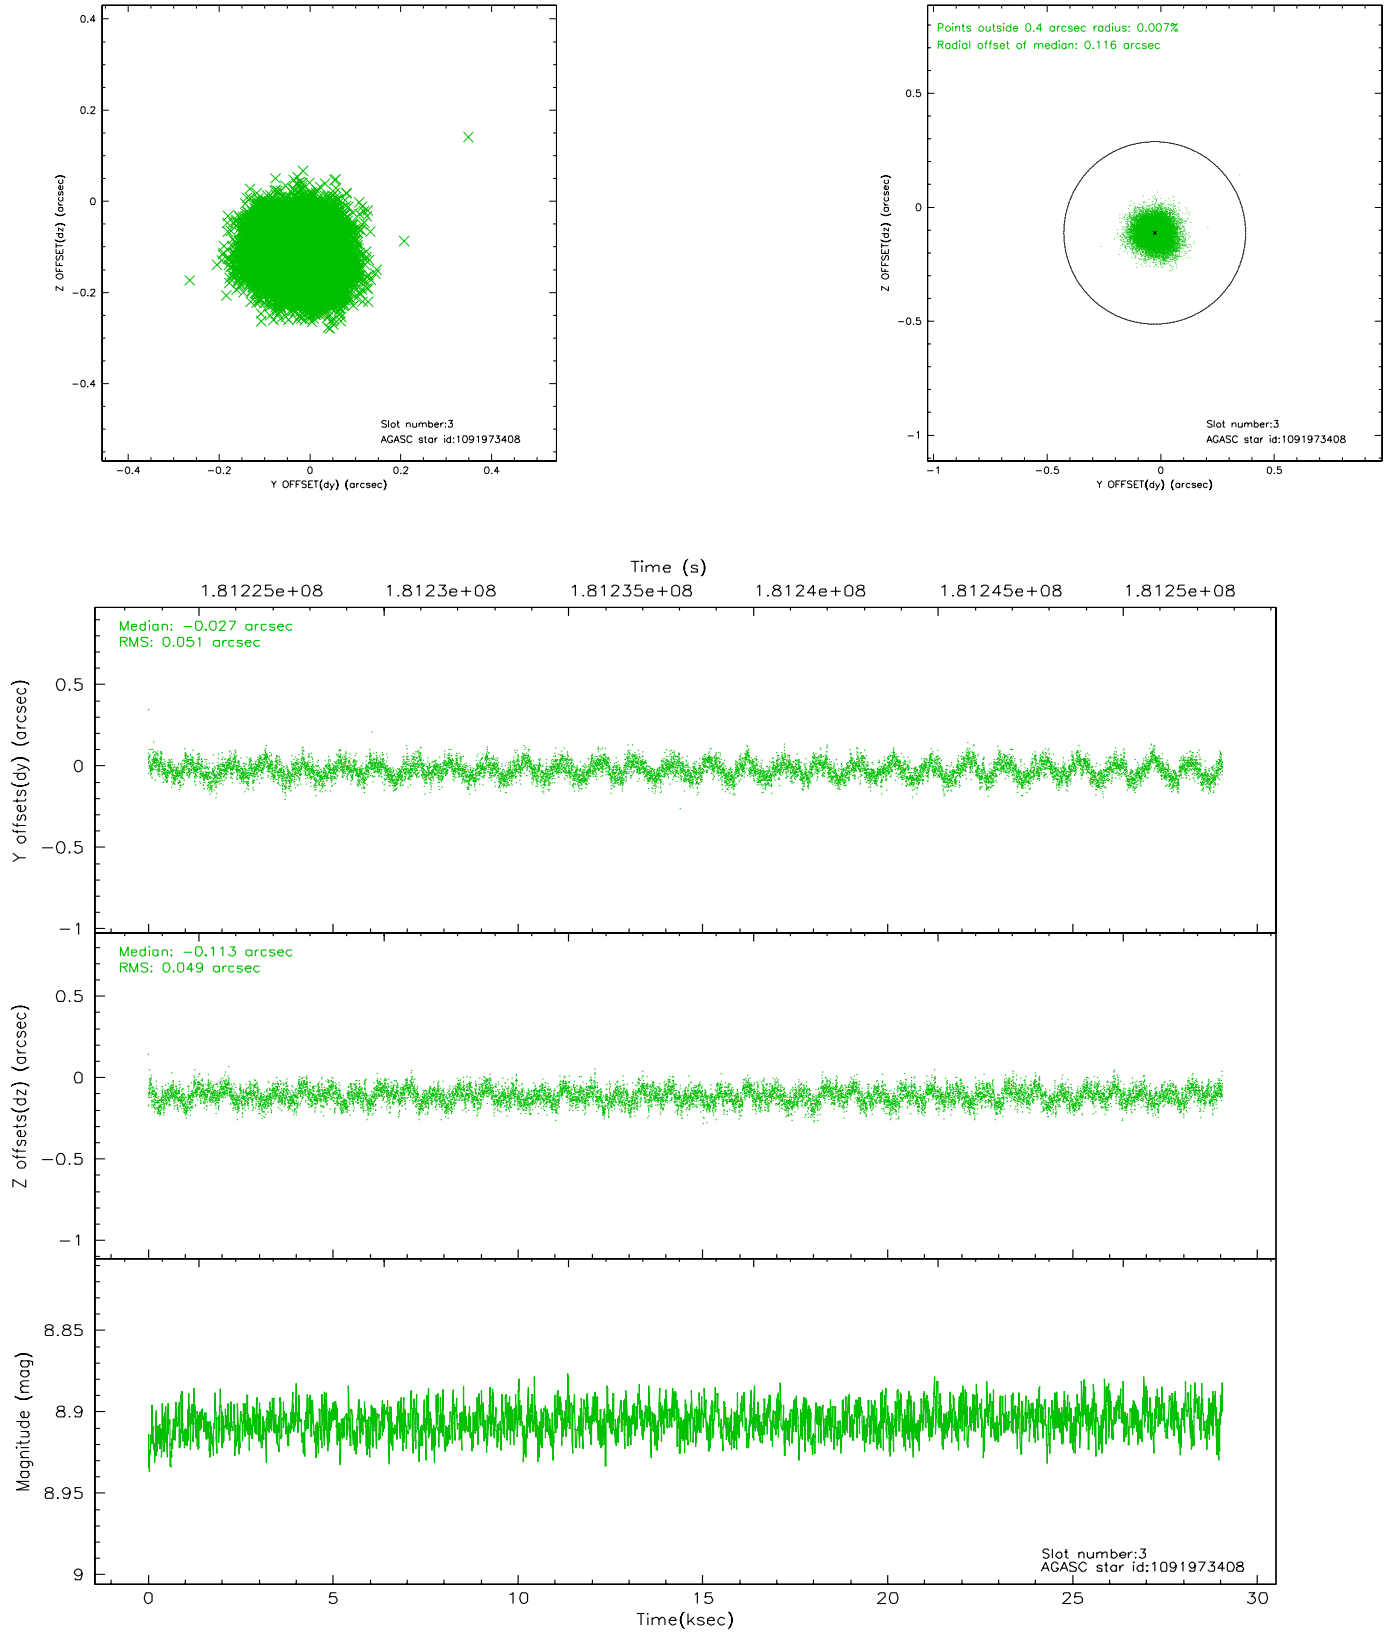 0.4
0.2
0
-0.2
-0.4
Z OFFSET(dz) (arcsec)
Slot number:3
AGASC star id:1091973408
-0.4 -0.2 0 0.2 0.4
Y OFFSET(dy) (arcsec)
Points outside 0.4 arcsec radius: 0.007%
Radial offset of median: 0.116 arcsec
0.5
0
-0.5
-1
Z OFFSET(dz) (arcsec)
Slot number:3
AGASC star id:1091973408
-1 -0.5 0 0.5
Y OFFSET(dy) (arcsec)
Time (s)
1.81225e+08 1.8123e+08 1.81235e+08 1.8124e+08 1.81245e+08 1.8125e+08
Median: -0.027 arcsec
RMS: 0.051 arcsec
0.5
0
-0.5
-1
Y offsets(dy) (arcsec)
Median: -0.113 arcsec
RMS: 0.049 arcsec
0.5
0
-0.5
-1
Z offsets(dz) (arcsec)
8.85
8.9
8.95
9
Magnitude (mag)
Slot number:3
AGASC star id:1091973408
0 5 10 15 20 25 30
Time(ksec)